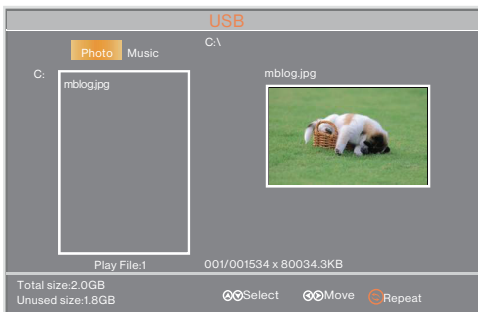 USB
Photo Music
C:\
C:
mblog.jpg
mblog.jpg
Play File:1
001/001534 x 80034.3KB
Total size:2.0GB
Unused size:1.8GB
Select
Move
Repeat